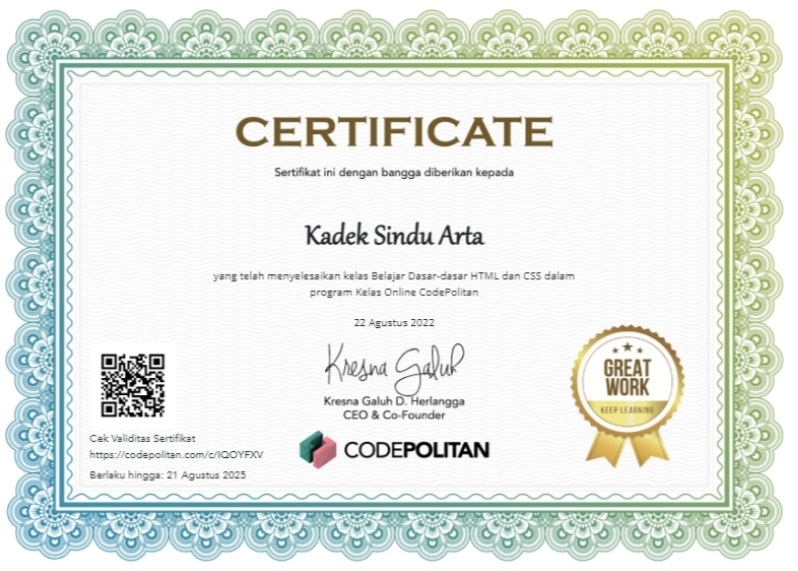 CERTIFICATE
Sertifikat ini dengan bangga diberikan kepada
Kadek Sindu Arta
yang telah menyelesaikan kelas Belajar Dasar-dasar HTML dan CSS dalam
program Kelas Online CodePolitan
22 Agustus 2022
Kresna Galuh
Kresna Galuh D. Herlangga
CEO & Co-Founder
CODEPOLITAN
GREAT
WORK
KEEP LEARNING
Cek Validitas Sertifikat
https://codepolitan.com/c/IQOYFXV
Berlaku hingga: 21 Agustus 2025